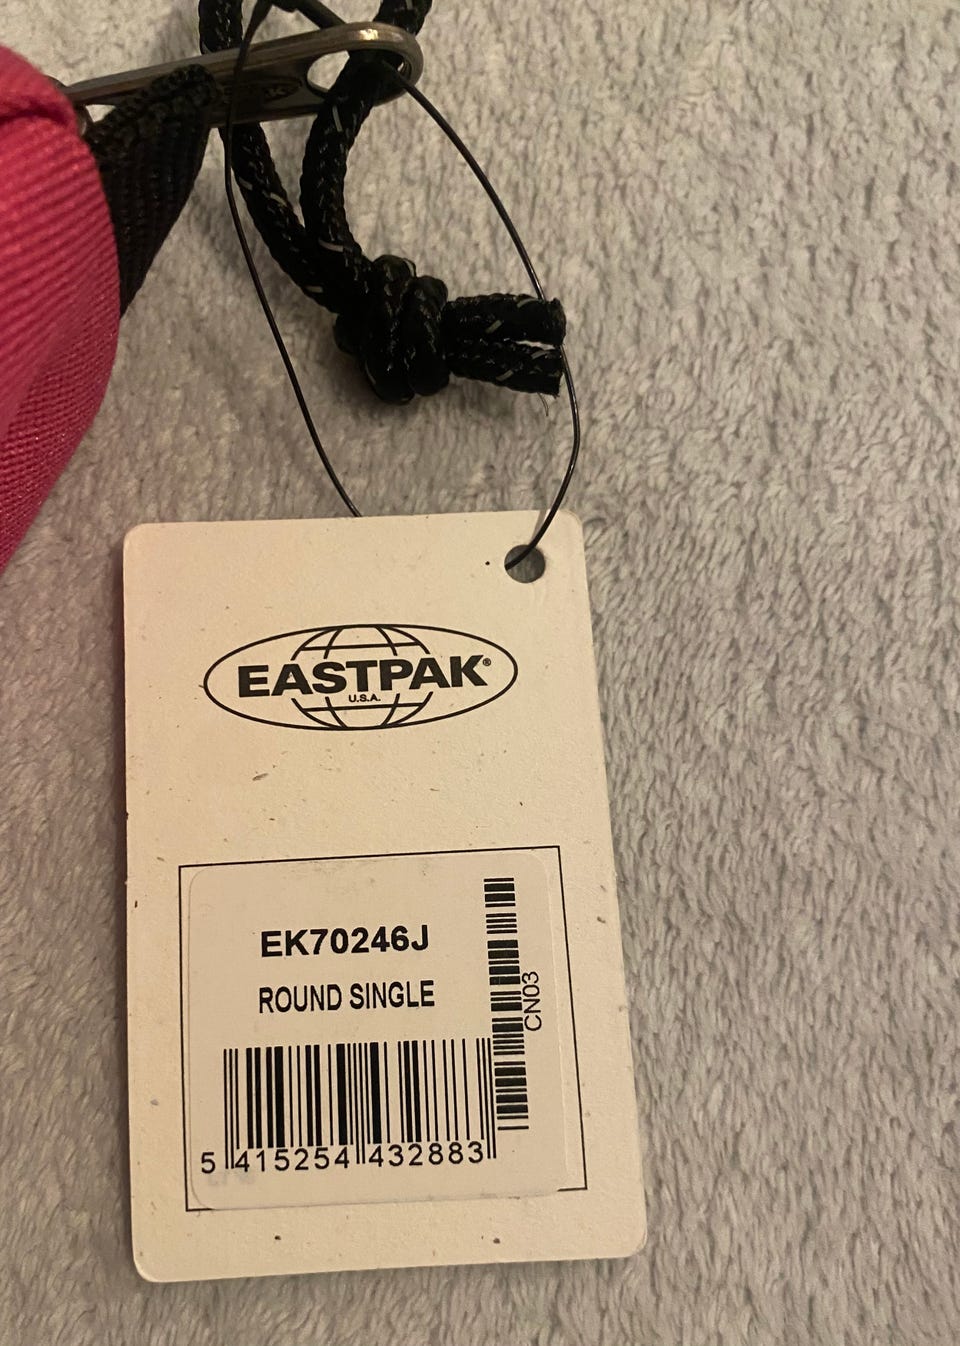 EASTPAK®
U.S.A.
EK70246J
ROUND SINGLE
CN03
5 415254 432883